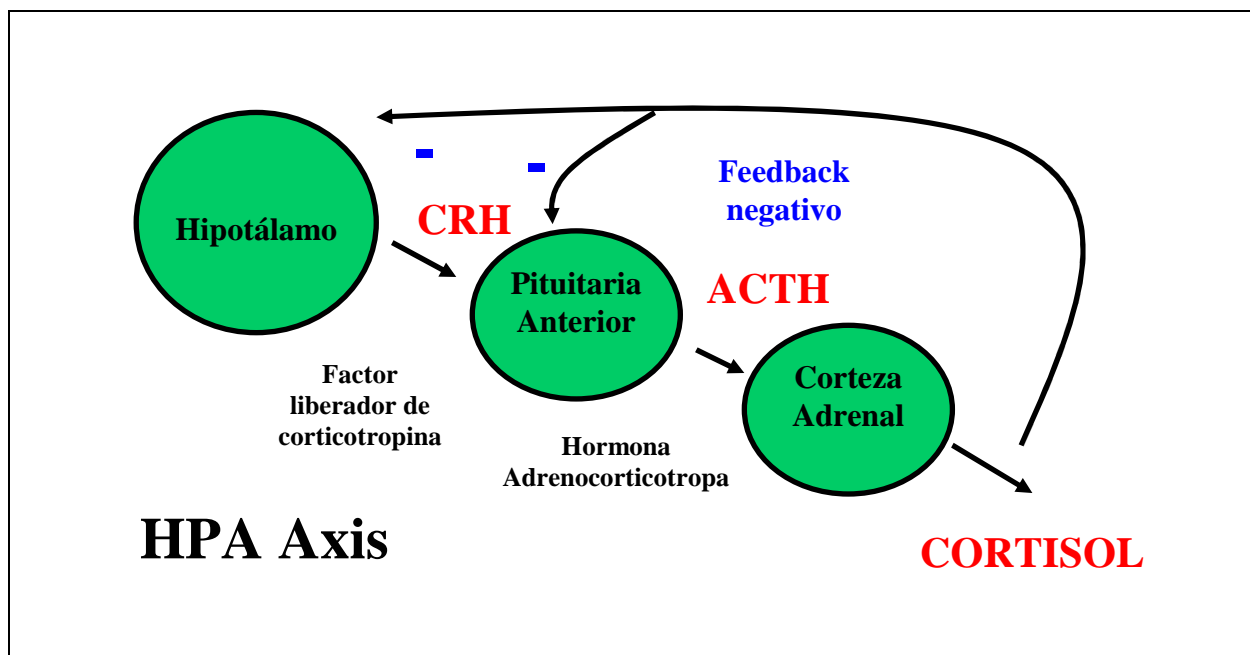 -
-
Feedback
negativo
Hipotálamo
CRH
Pituitaria
Anterior
ACTH
Factor
liberador de
corticotropina
Corteza
Adrenal
Hormona
Adrenocorticotropa
HPA Axis
CORTISOL